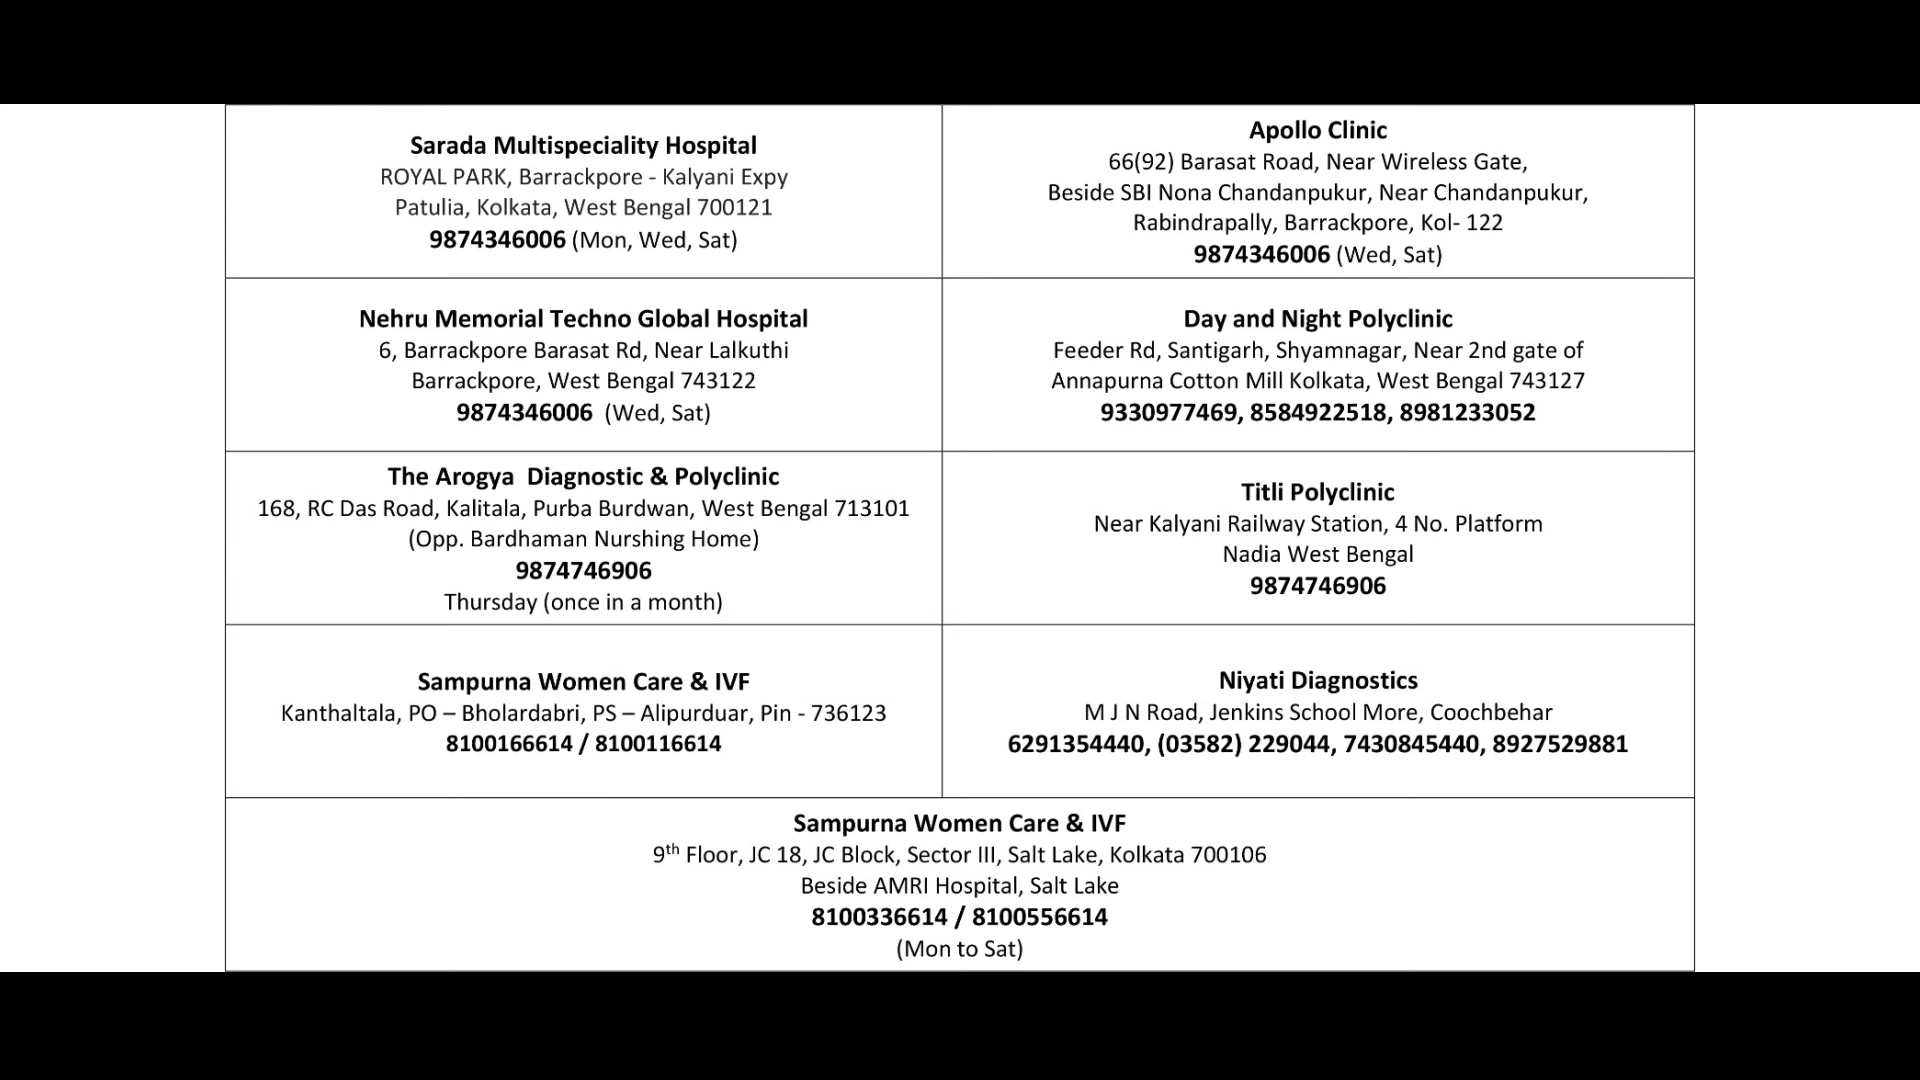 Sarada Multispeciality Hospital
ROYAL PARK, Barrackpore - Kalyani Expy
Patulia, Kolkata, West Bengal 700121
9874346006 (Mon, Wed, Sat)
Apollo Clinic
66(92) Barasat Road, Near Wireless Gate,
Beside SBI Nona Chandanpukur, Near Chandanpukur,
Rabindrapally, Barrackpore, Kol- 122
9874346006 (Wed, Sat)
Nehru Memorial Techno Global Hospital
6, Barrackpore Barasat Rd, Near Lalkuthi
Barrackpore, West Bengal 743122
9874346006  (Wed, Sat)
Day and Night Polyclinic
Feeder Rd, Santigarh, Shyamnagar, Near 2nd gate of
Annapurna Cotton Mill Kolkata, West Bengal 743127
9330977469, 8584922518, 8981233052
The Arogya  Diagnostic & Polyclinic
168, RC Das Road, Kalitala, Purba Burdwan, West Bengal 713101
(Opp. Bardhaman Nurshing Home)
9874746906
Thursday (once in a month)
Titli Polyclinic
Near Kalyani Railway Station, 4 No. Platform
Nadia West Bengal
9874746906
Sampurna Women Care & IVF
Kanthaltala, PO – Bholardabri, PS – Alipurduar, Pin - 736123
8100166614 / 8100116614
Niyati Diagnostics
M J N Road, Jenkins School More, Coochbehar
6291354440, (03582) 229044, 7430845440, 8927529881
Sampurna Women Care & IVF
9th Floor, JC 18, JC Block, Sector III, Salt Lake, Kolkata 700106
Beside AMRI Hospital, Salt Lake
8100336614 / 8100556614
(Mon to Sat)